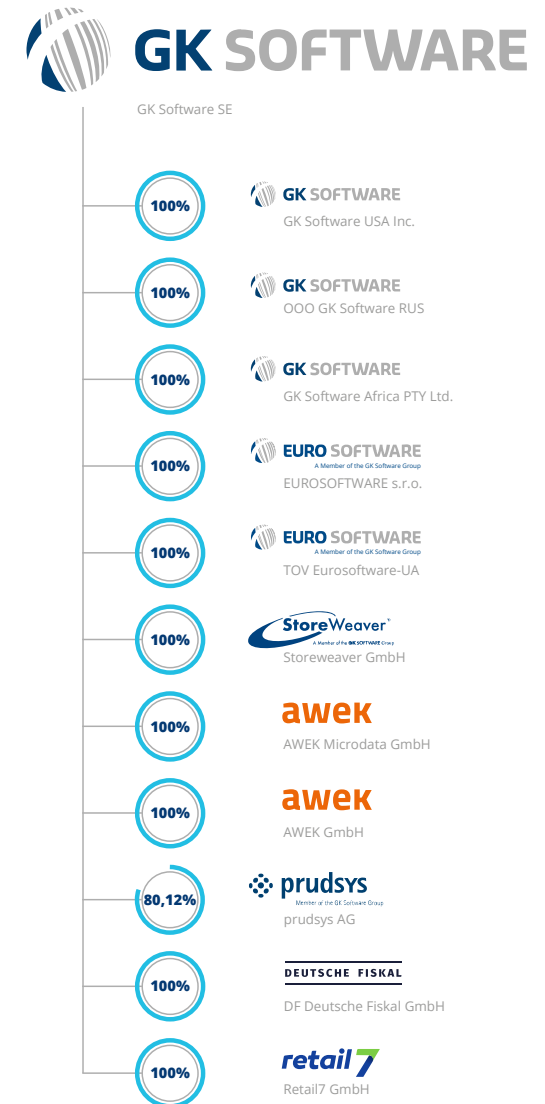 GK SOFTWARE
GK Software SE
100%
GK SOFTWARE
GK Software USA Inc.
100%
GK SOFTWARE
OOO GK Software RUS
100%
GK SOFTWARE
GK Software Africa PTY Ltd.
100%
EURO SOFTWARE
A Member of the GK Software Group
EUROSOFTWARE s.r.o.
100%
EURO SOFTWARE
A Member of the GK Software Group
TOV Eurosoftware-UA
100%
StoreWeaver™
A Member of the GK SOFTWARE Group
Storeweaver GmbH
100%
awek
AWEK Microdata GmbH
100%
awek
AWEK GmbH
80,12%
prudsys
Member of the GK Software Group
prudsys AG
100%
DEUTSCHE FISKAL
DF Deutsche Fiskal GmbH
100%
retail7
Retail7 GmbH